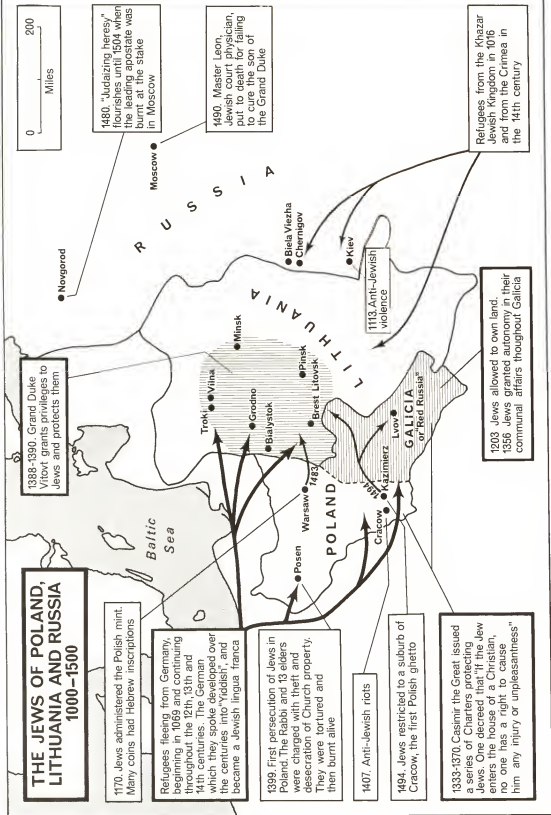 THE JEWS OF POLAND,
LITHUANIA AND RUSSIA
1000–1500
1170. Jews administered the Polish mint.
Many coins had Hebrew inscriptions
Refugees fleeing from Germany,
beginning in 1069 and continuing
throughout the 12th, 13th and
14th centuries. The German
which they spoke developed over
the centuries into "Yiddish", and
became a Jewish lingua franca
1399. First persecution of Jews in
Poland. The Rabbi and 13 elders
were charged with theft and
desecration of Church property.
They were tortured and
then burnt alive
1407. Anti-Jewish riots
1494. Jews restricted to a suburb of
Cracow, the first Polish ghetto
1333-1370. Casimir the Great issued
a series of Charters protecting
Jews. One decreed that "if the Jew
enters the house of a Christian,
no one has a right to cause
him any injury or unpleasantness"
1388-1390. Grand Duke
Vitovt grants privileges to
Jews and protects them
Baltic
Sea
Troki
Vilna
Minsk
Grodno
Bialystok
Pinsk
Brest Litovsk
LITHUANIA
Posen
Warsaw
1483
POLAND
1494
Cracow
Kazimierz
Lvov
GALICIA
or "Red Russia"
1203 Jews allowed to own land.
1356 Jews granted autonomy in their
communal affairs thoughout Galicia
Novgorod
Moscow
RUSSIA
Biela Viezha
Chernigov
Kiev
1113. Anti-Jewish
violence
0 200
Miles
1480. "Judaizing heresy"
flourishes until 1504 when
the leading apostate was
burnt at the stake
in Moscow
1490. Master Leon,
Jewish court physician,
put to death for failing
to cure the son of
the Grand Duke
Refugees from the Khazar
Jewish Kingdom in 1016
and from the Crimea in
the 14th century